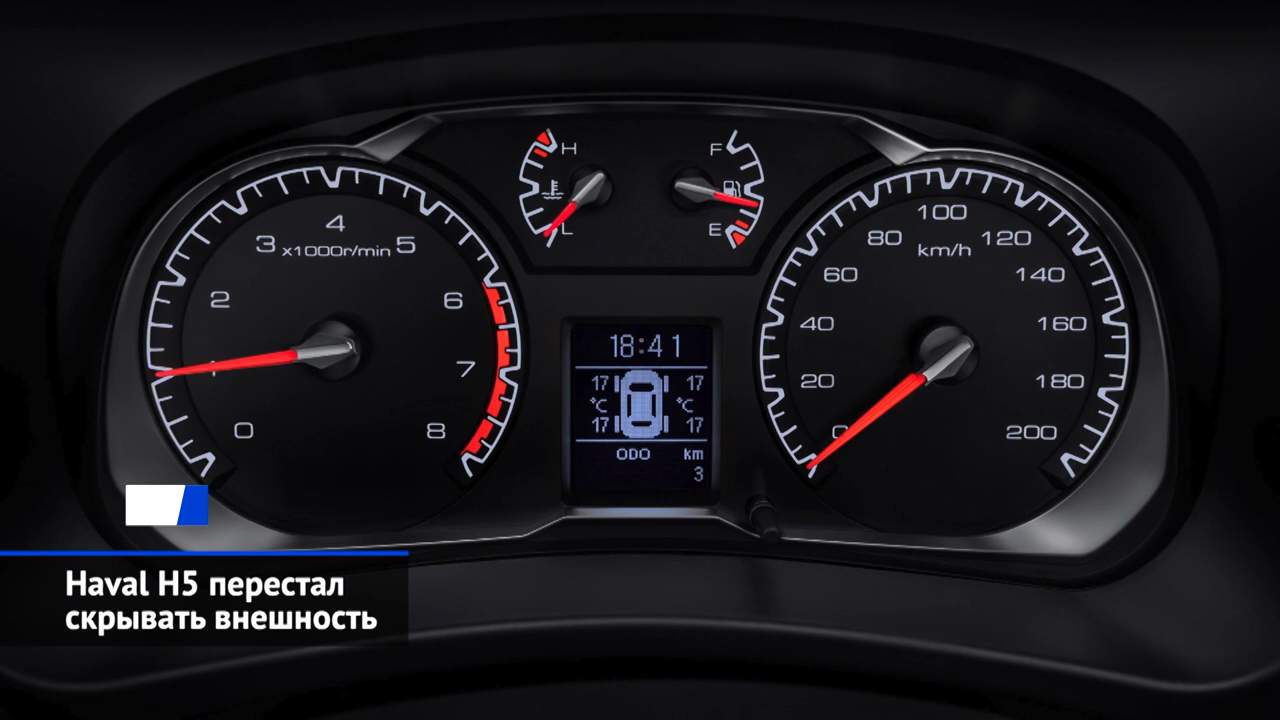 H
F
L
E
4
3 x1000r/min 5
2
6
1
7
0
8
100
80
120
km/h
60
140
40
160
20
180
0
200
18:41
17 17
°C °C
17 17
ODO km
3
Haval H5 перестал
скрывать внешность